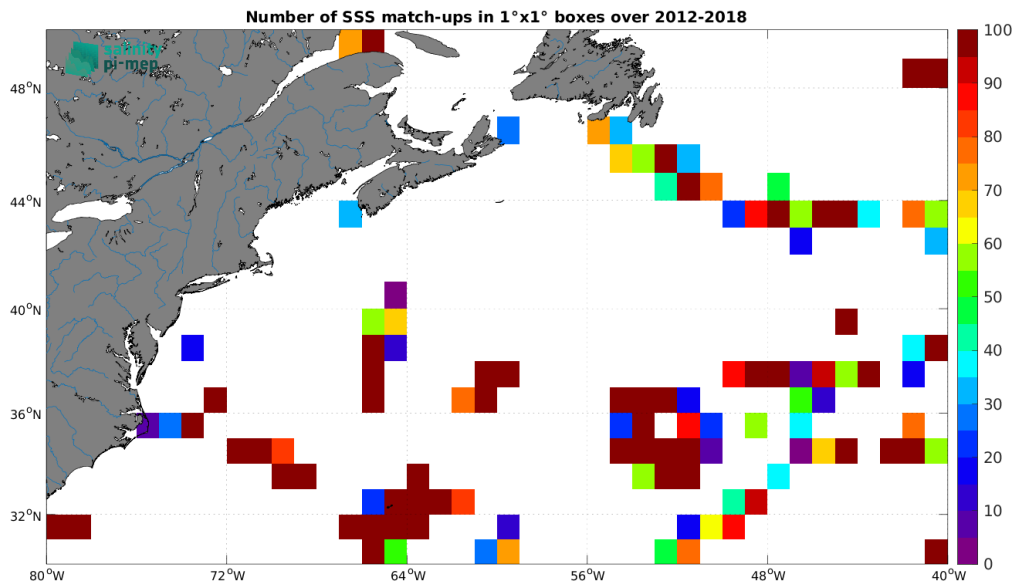 Number of SSS match-ups in 1°x1° boxes over 2012-2018
salinity
pi-mep
48°N
44°N
40°N
36°N
32°N
80°W 72°W 64°W 56°W 48°W 40°W
100
90
80
70
60
50
40
30
20
10
0